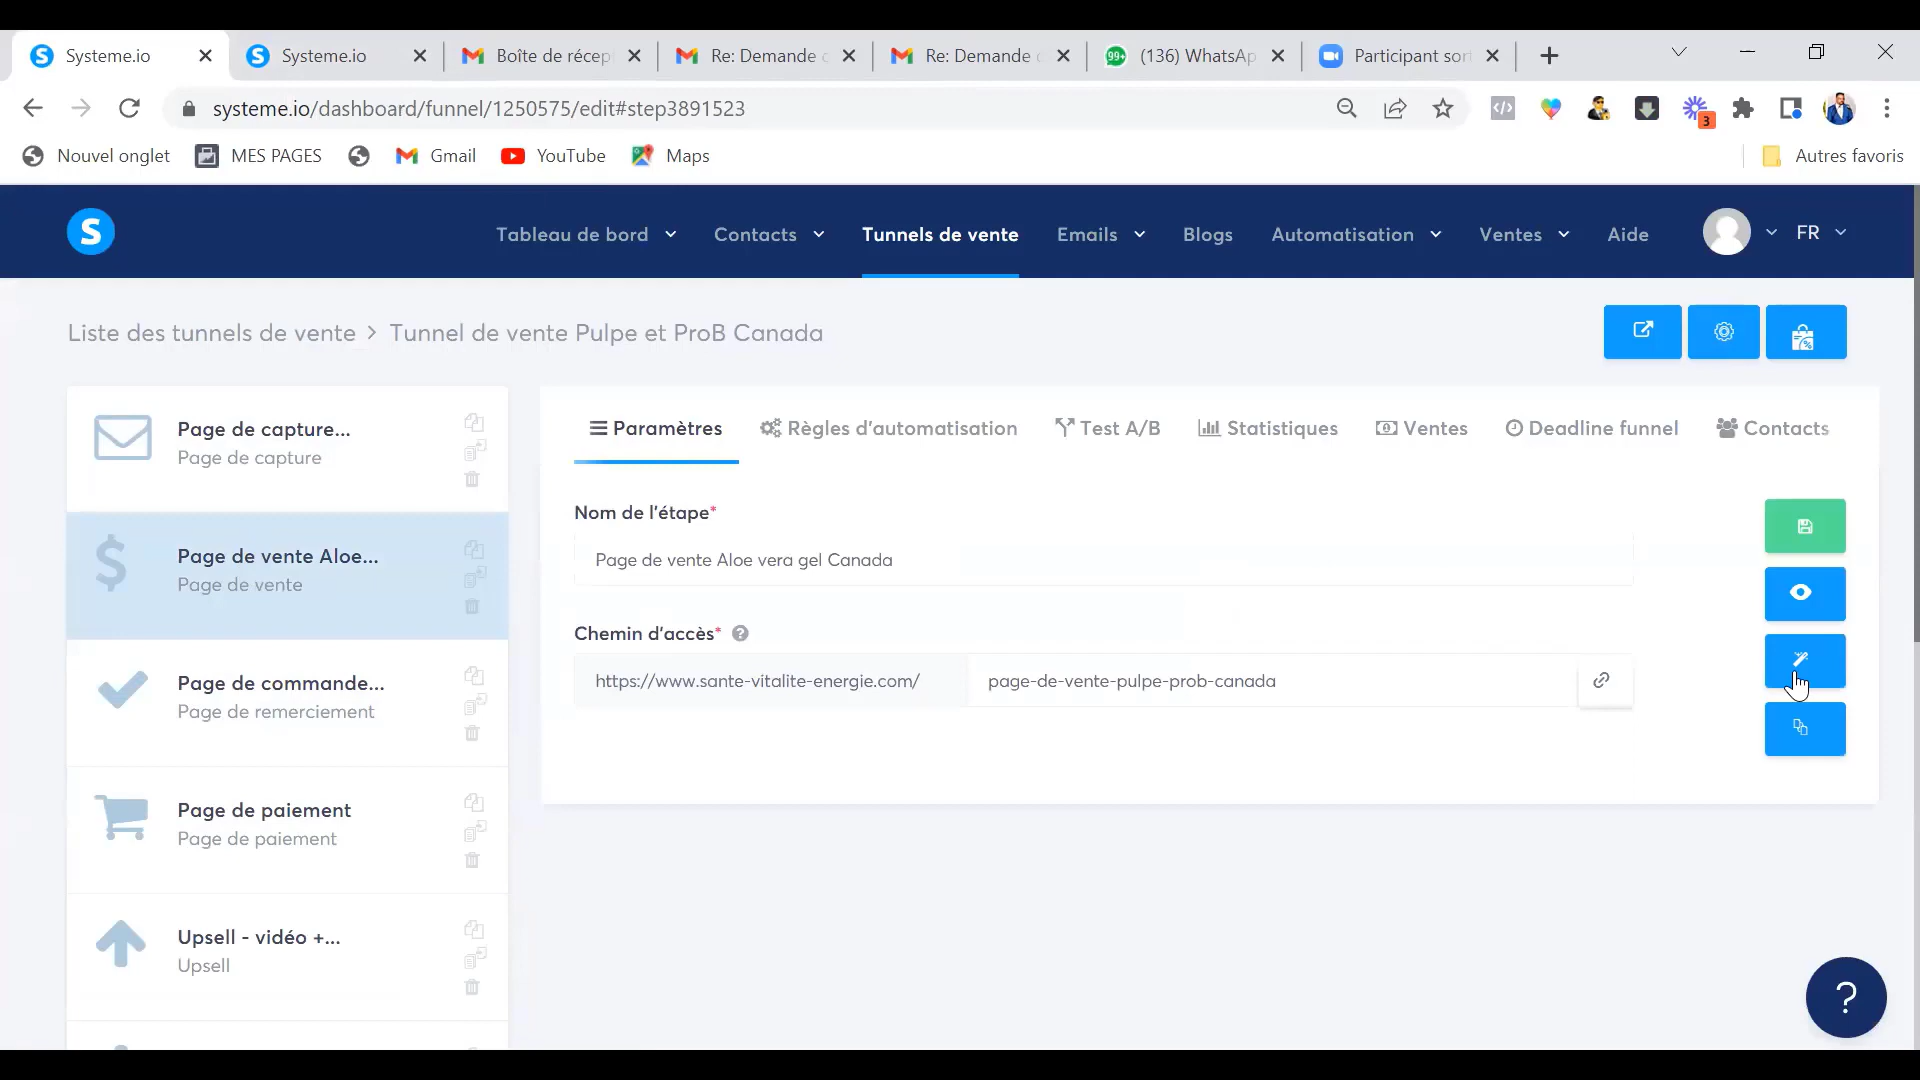 Systeme.io
Systeme.io
Boîte de récep
Re: Demande
Re: Demande
(136) WhatsAp
Participant sor
systeme.io/dashboard/funnel/1250575/edit#step3891523
3
Nouvel onglet
MES PAGES
Gmail
YouTube
Maps
Autres favoris
S
Tableau de bord
Contacts
Tunnels de vente
Emails
Blogs
Automatisation
Ventes
Aide
FR
Liste des tunnels de vente > Tunnel de vente Pulpe et ProB Canada
Page de capture...
Page de capture
Page de vente Aloe...
Page de vente
Page de commande...
Page de remerciement
Page de paiement
Page de paiement
Upsell - vidéo +...
Upsell
Paramètres
Règles d'automatisation
Test A/B
Statistiques
Ventes
Deadline funnel
Contacts
Nom de l'étape*
Page de vente Aloe vera gel Canada
Chemin d'accès* ?
https://www.sante-vitalite-energie.com/
page-de-vente-pulpe-prob-canada
?